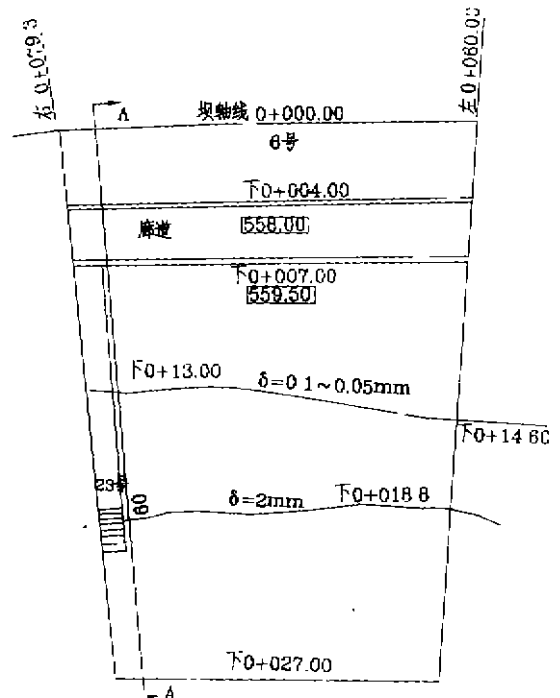 右 0+079.3
左 0+060.00
A
坝轴线 0+000.00
6号
下0+004.00
廊道
558.00
下0+007.00
559.50
下0+13.00
δ=0 1~0.05mm
下0+14 60
23号
60
δ=2mm
下0+018 8
下0+027.00
A